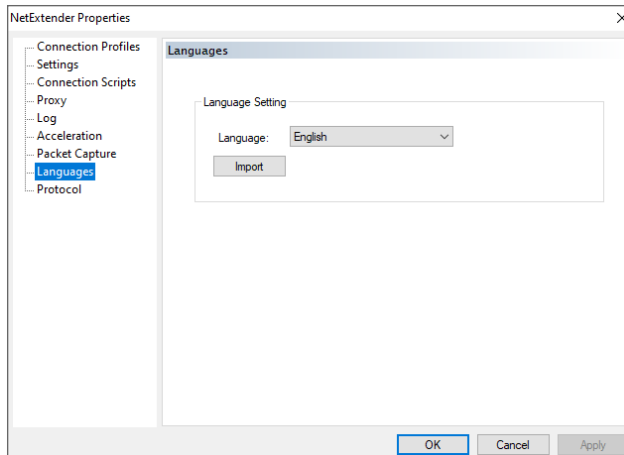 NetExtender Properties
Connection Profiles
Settings
Connection Scripts
Proxy
Log
Acceleration
Packet Capture
Languages
Protocol
Languages
Language Setting
Language: English
Import
OK Cancel Apply